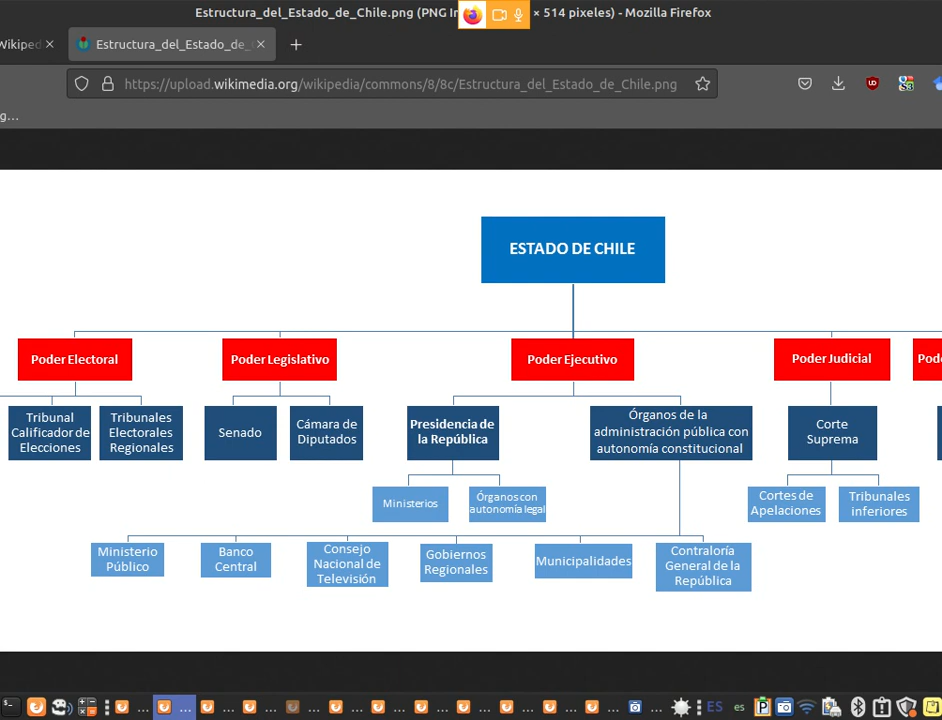 Estructura_del_Estado_de_Chile.png (PNG
× 514 pixeles) - Mozilla Firefox
Estructura_del_Estado_de_
https://upload.wikimedia.org/wikipedia/commons/8/8c/Estructura_del_Estado_de_Chile.png
g...
ESTADO DE CHILE
Poder Electoral
Poder Legislativo
Poder Ejecutivo
Poder Judicial
Tribunal
Calificador de
Elecciones
Tribunales
Electorales
Regionales
Senado
Cámara de
Diputados
Presidencia de
la República
Órganos de la
administración pública con
autonomía constitucional
Corte
Suprema
Ministerios
Órganos con
autonomía legal
Cortes de
Apelaciones
Tribunales
inferiores
Ministerio
Público
Banco
Central
Consejo
Nacional de
Televisión
Gobiernos
Regionales
Municipalidades
Contraloría
General de la
República
ES es